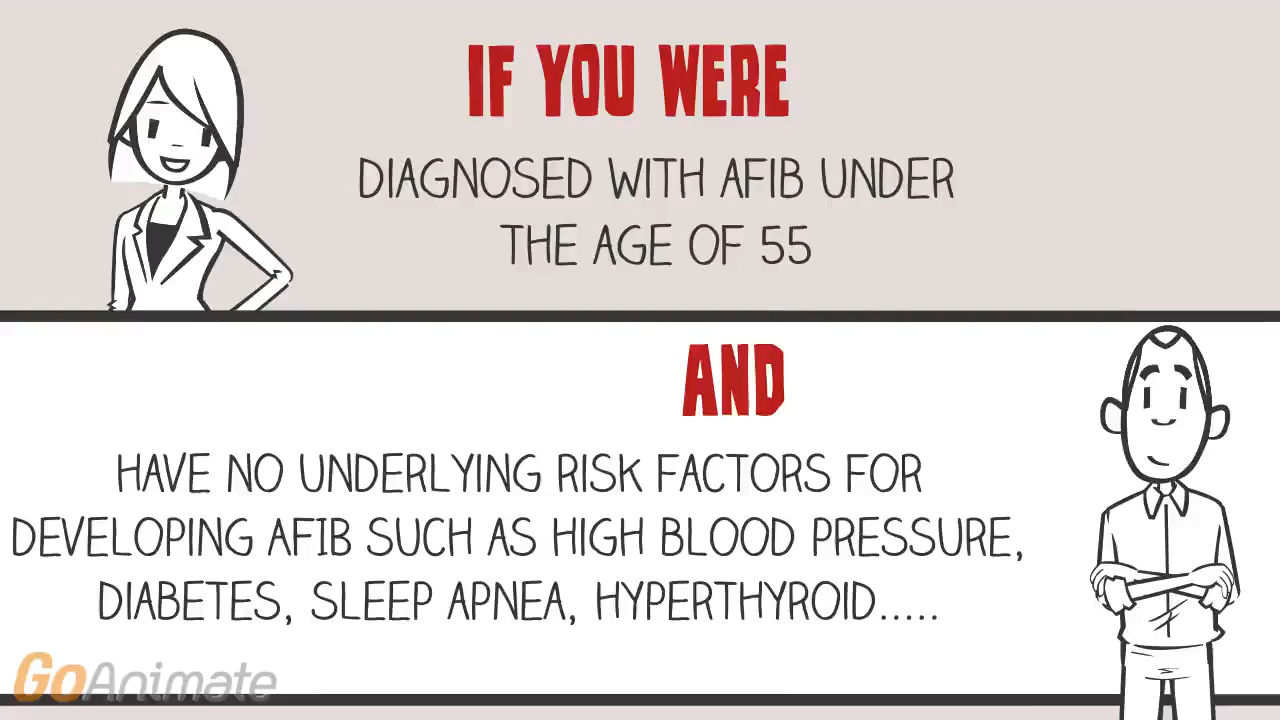 IF YOU WERE
DIAGNOSED WITH AFIB UNDER
THE AGE OF 55
AND
HAVE NO UNDERLYING RISK FACTORS FOR
DEVELOPING AFIB SUCH AS HIGH BLOOD PRESSURE,
DIABETES, SLEEP APNEA, HYPERTHYROID.....
GoAnimate